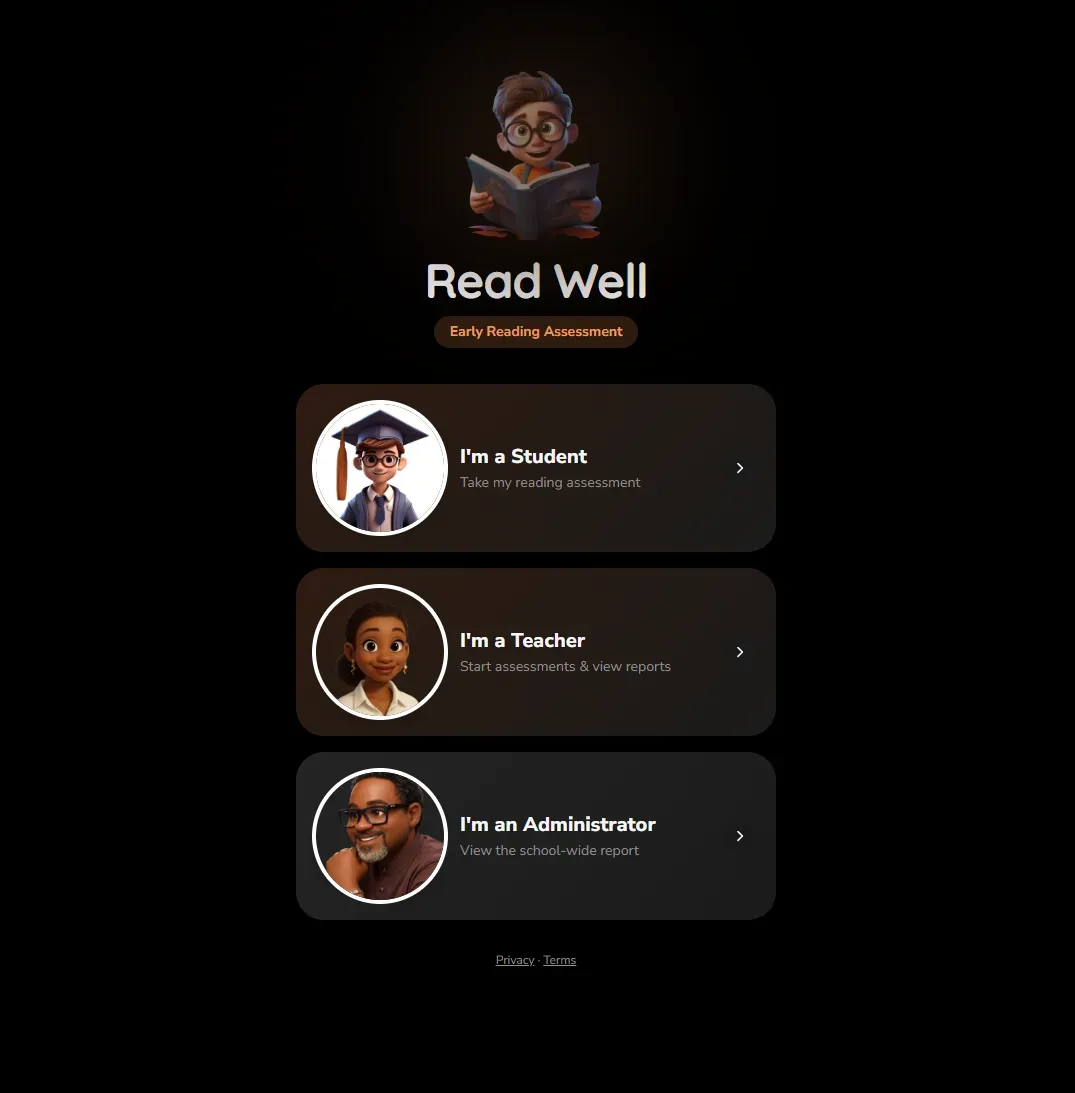 Read Well
Early Reading Assessment
I'm a Student
Take my reading assessment
I'm a Teacher
Start assessments & view reports
I'm an Administrator
View the school-wide report
Privacy · Terms